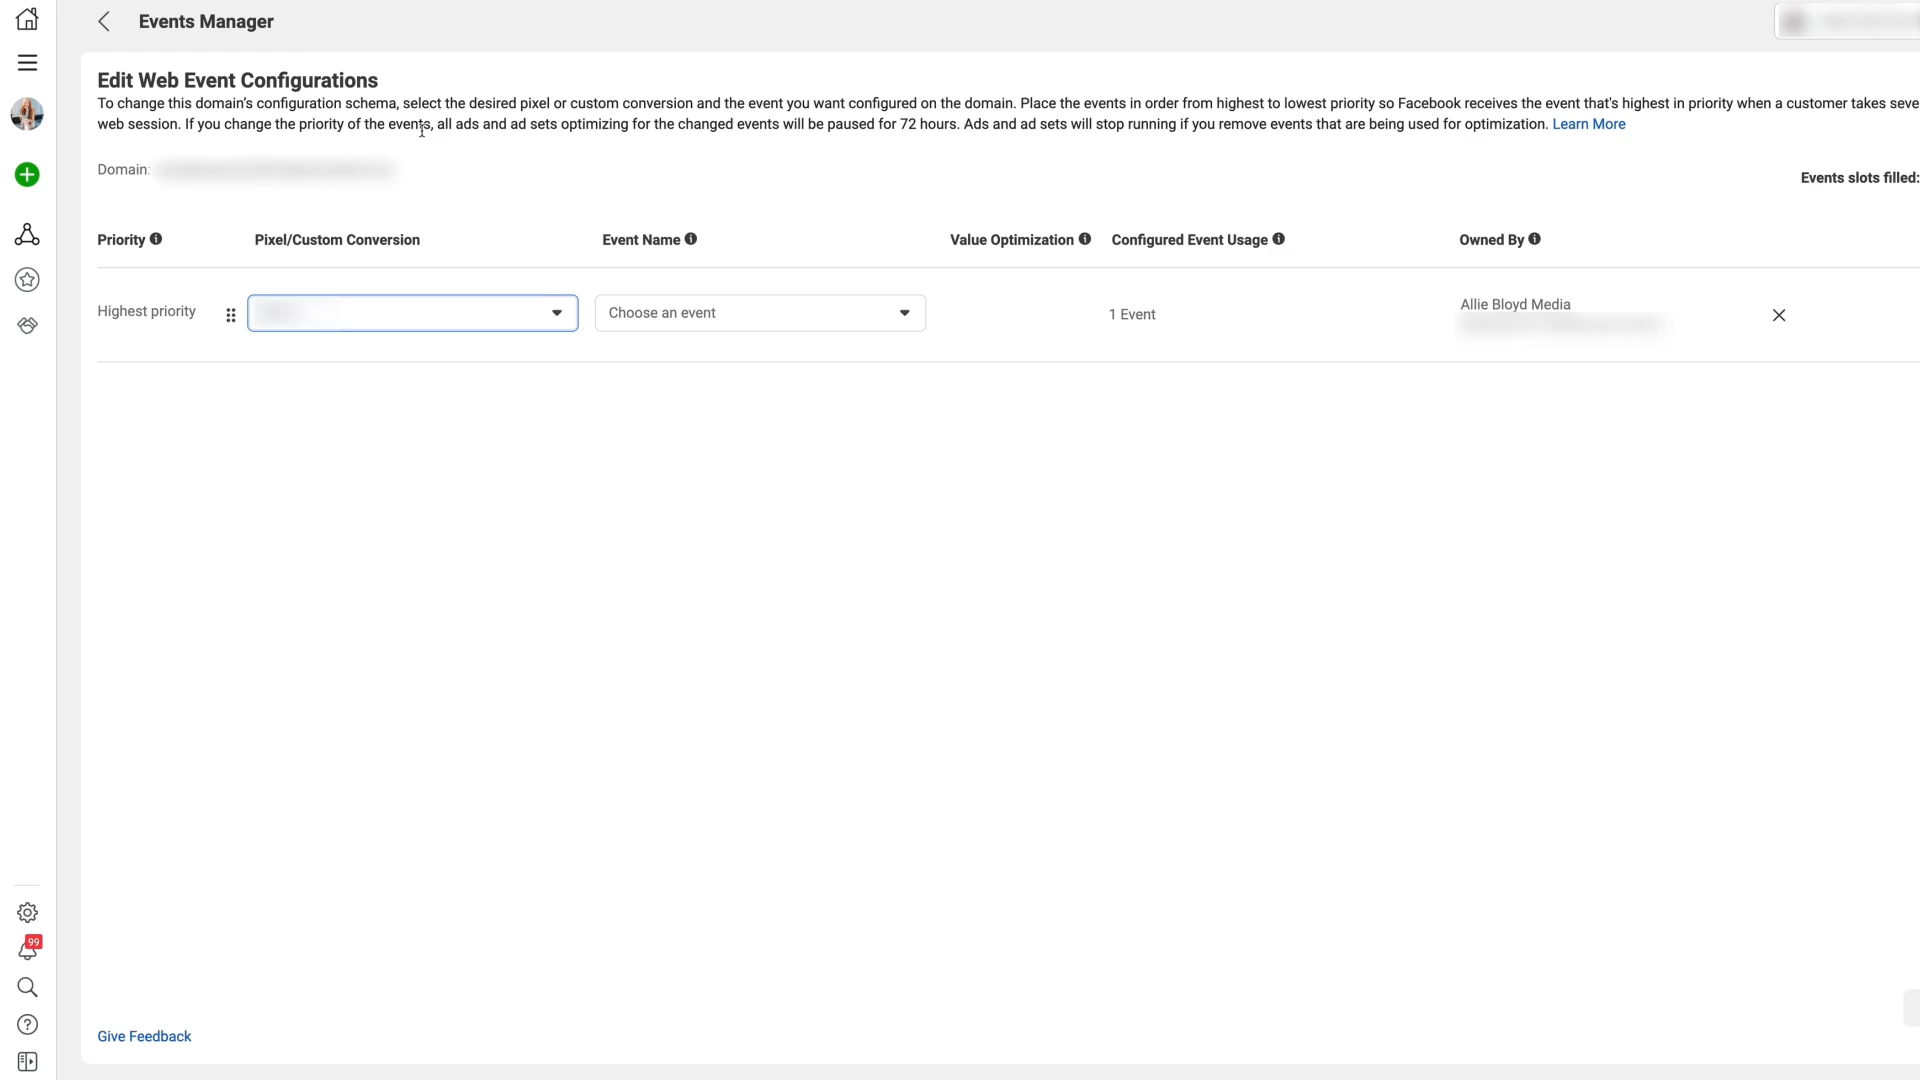 Events Manager
Edit Web Event Configurations
To change this domain's configuration schema, select the desired pixel or custom conversion and the event you want configured on the domain. Place the events in order from highest to lowest priority so Facebook receives the event that's highest in priority when a customer takes seve
web session. If you change the priority of the events, all ads and ad sets optimizing for the changed events will be paused for 72 hours. Ads and ad sets will stop running if you remove events that are being used for optimization. Learn More
Domain:
Events slots filled:
Priority Pixel/Custom Conversion Event Name Value Optimization Configured Event Usage Owned By
Highest priority Choose an event 1 Event Allie Bloyd Media
99
Give Feedback